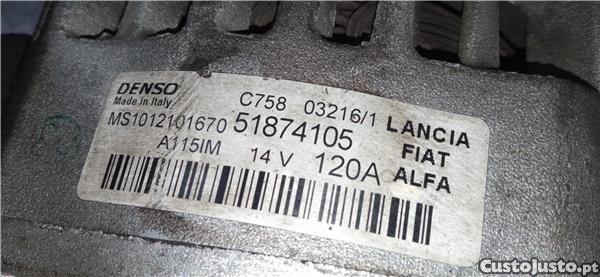 DENSO
Made in Italy
C758 03216/1
MS1012101670 51874105
A115IM 14 V 120A
LANCIA
FIAT
ALFA
CustoJusto.pt